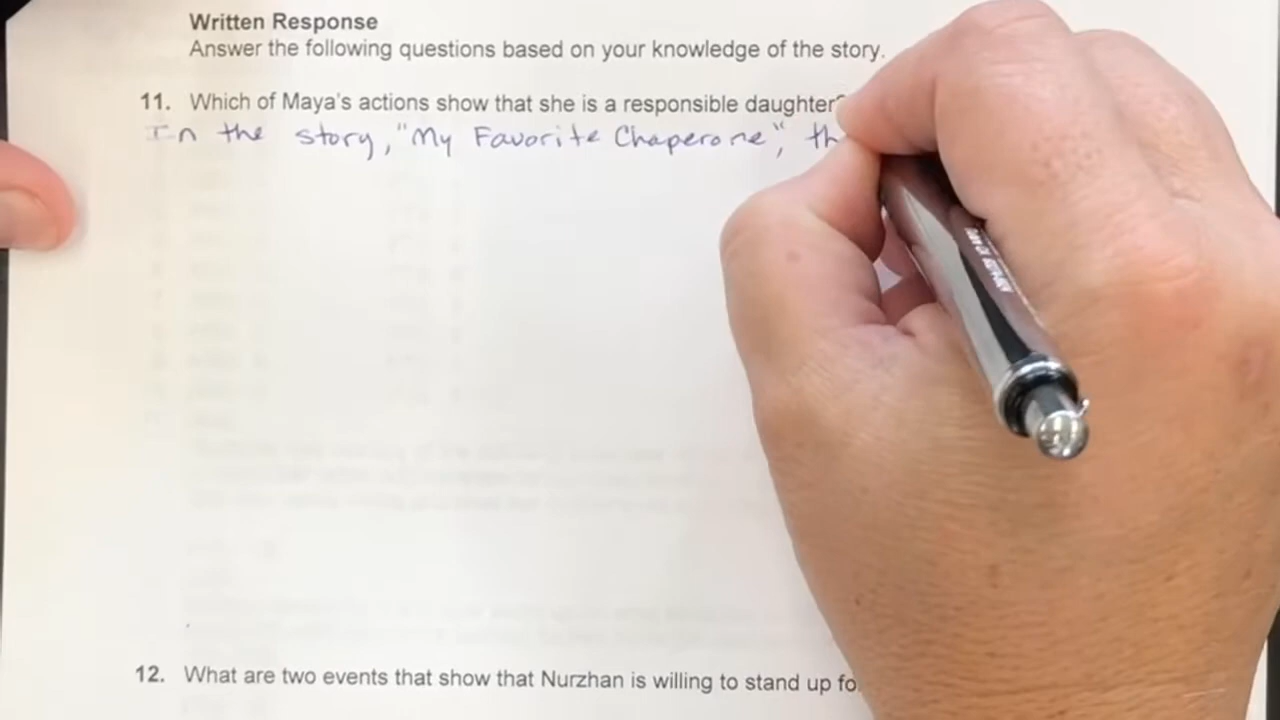 Written Response
Answer the following questions based on your knowledge of the story.
11. Which of Maya's actions show that she is a responsible daughter?
In the story, "My Favorite Chaperone", th
12. What are two events that show that Nurzhan is willing to stand up fo